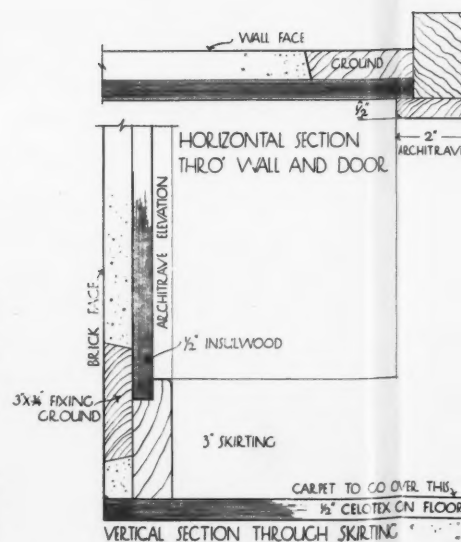 WALL FACE
GROUND
½"
2"
ARCHITRAVE
HORIZONTAL SECTION
THRO' WALL AND DOOR
ARCHITRAVE ELEVATION
BRICK FACE
½" INSULWOOD
3"X¾" FIXING
GROUND
3" SKIRTING
CARPET TO GO OVER THIS
½" CELOTEX ON FLOOR
VERTICAL SECTION THROUGH SKIRTING